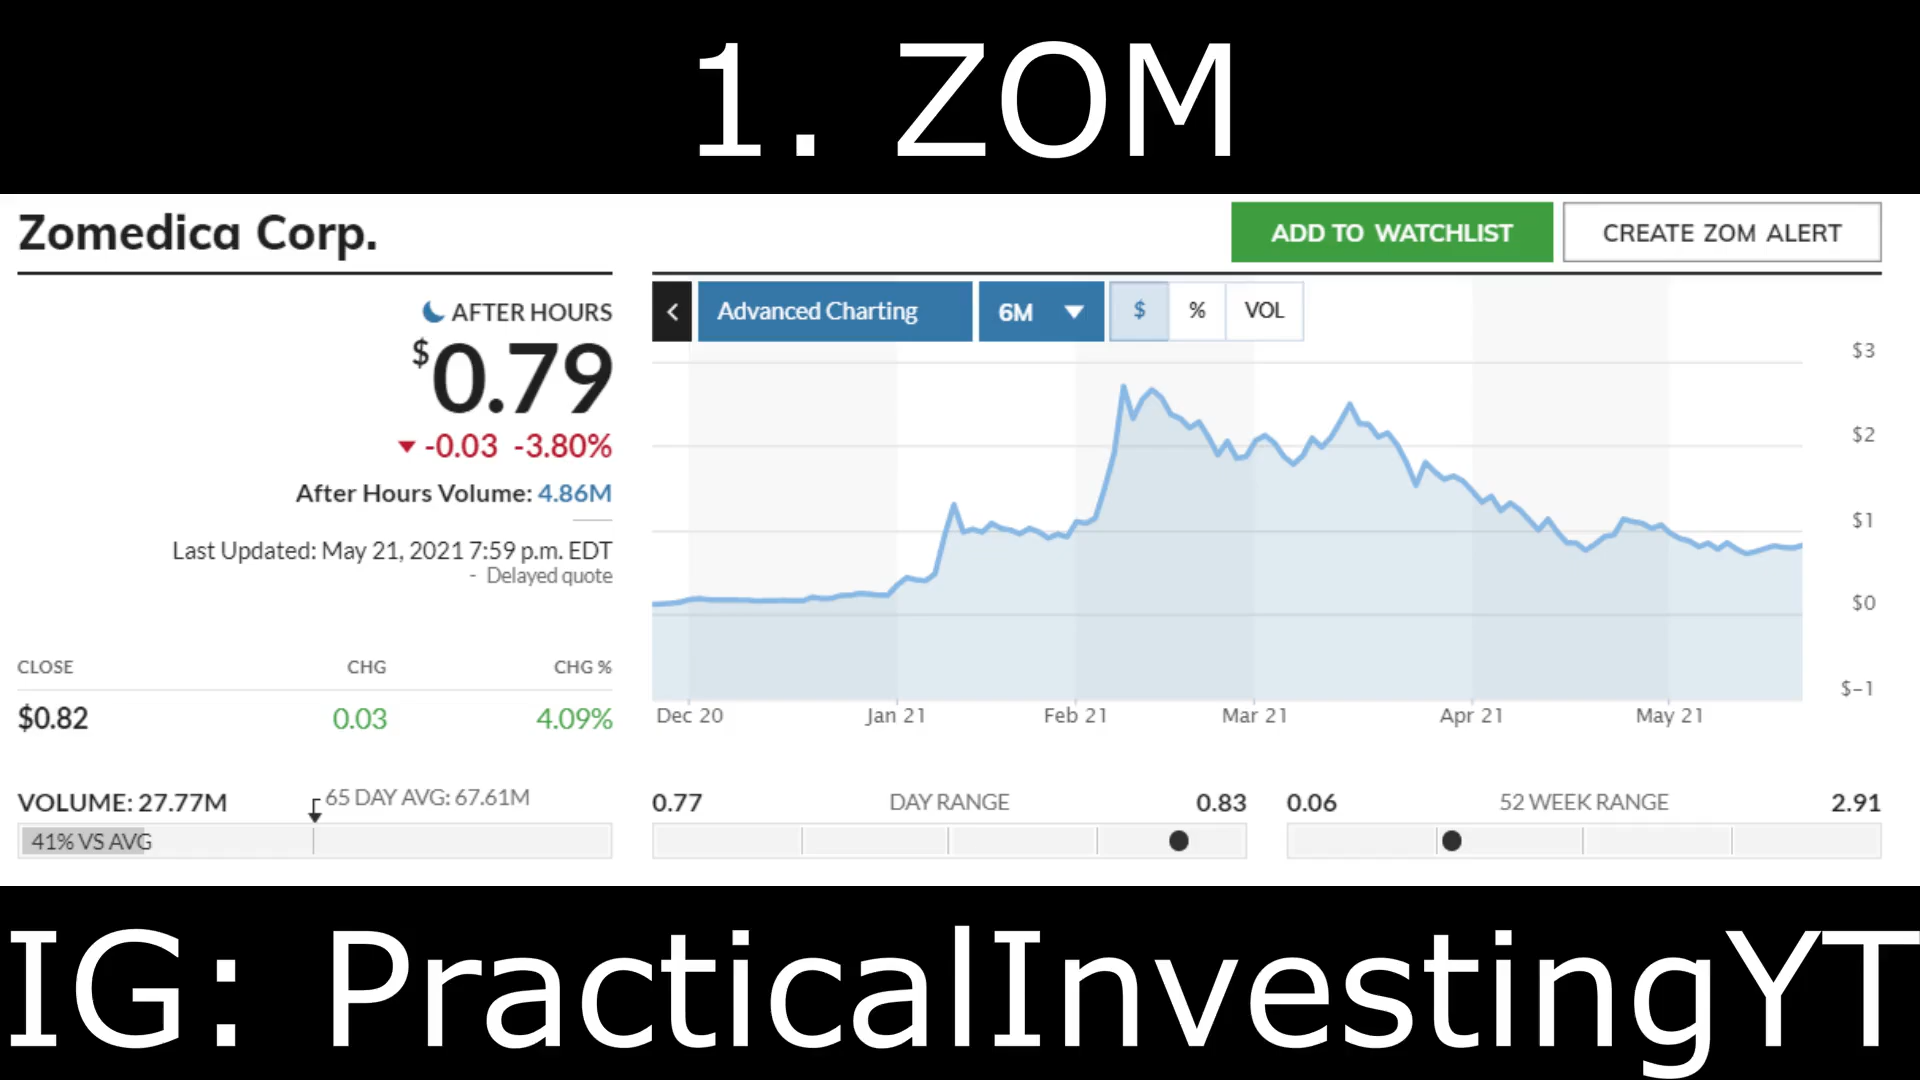 1. ZOM
Zomedica Corp.
ADD TO WATCHLIST
CREATE ZOM ALERT
AFTER HOURS
$0.79
-0.03 -3.80%
After Hours Volume: 4.86M
Last Updated: May 21, 2021 7:59 p.m. EDT
- Delayed quote
CLOSE CHG CHG %
$0.82 0.03 4.09%
Advanced Charting
6M
$ % VOL
$3
$2
$1
$0
$-1
Dec 20 Jan 21 Feb 21 Mar 21 Apr 21 May 21
VOLUME: 27.77M
65 DAY AVG: 67.61M
41% VS AVG
0.77 DAY RANGE 0.83
0.06 52 WEEK RANGE 2.91
IG: PracticalInvestingYT